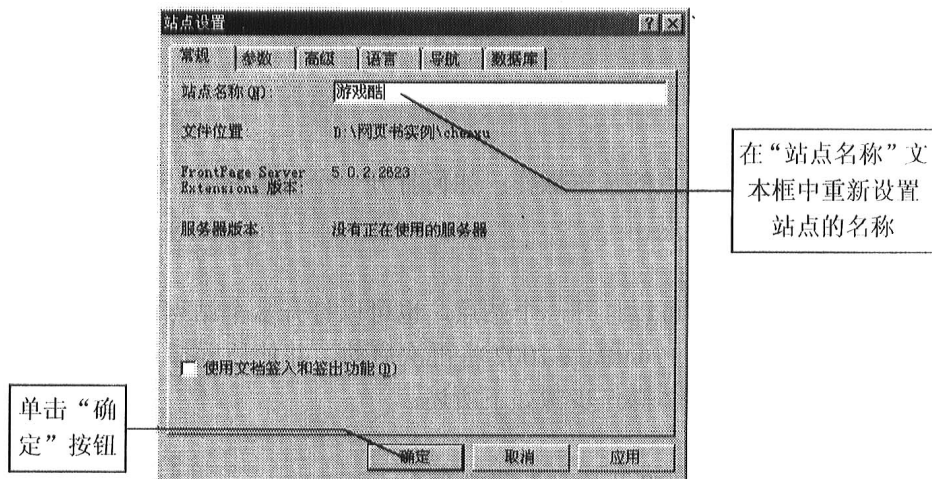 站点设置
常规 参数 高级 语言 导航 数据库
站点名称(N): 游戏酷
文件位置 D:\网页书实例\chunyu
FrontPage Server
Extensions 版本: 5.0.2.2623
服务器版本 没有正在使用的服务器
使用文档签入和签出功能(D)
确定 取消 应用
在“站点名称”文
本框中重新设置
站点的名称
单击“确
定”按钮